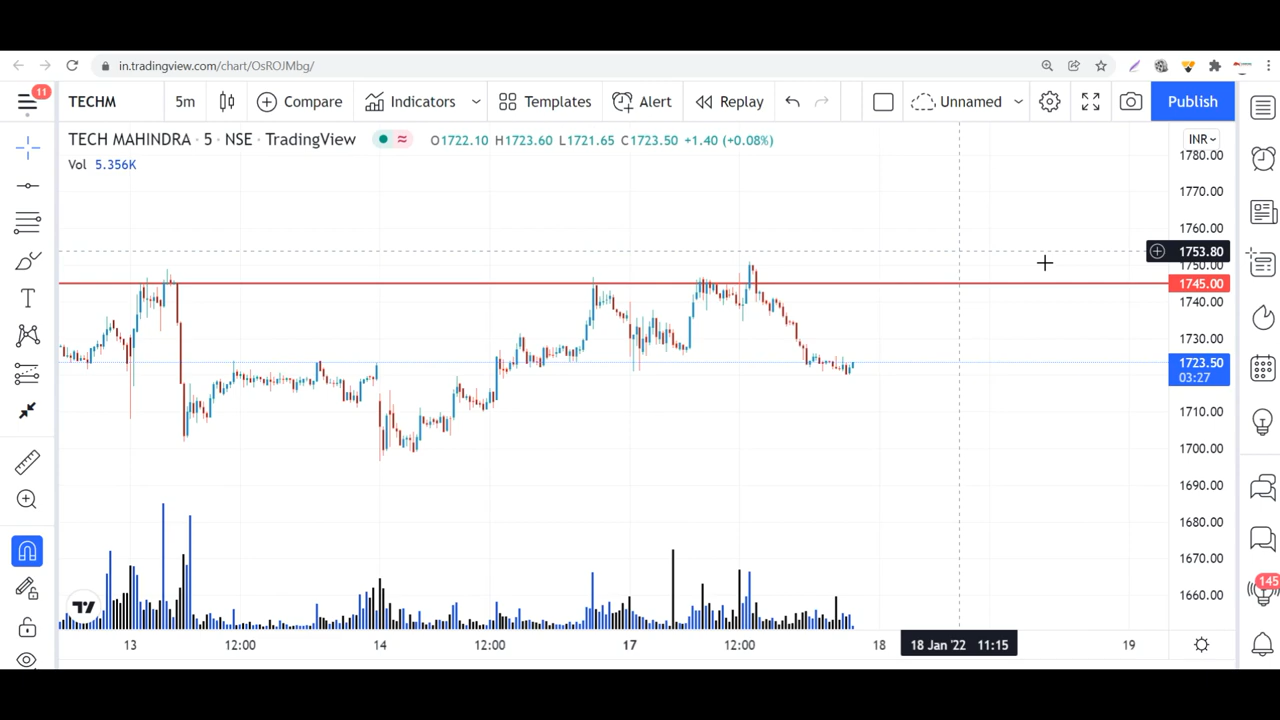 in.tradingview.com/chart/OsROJMbg/
11
TECHM 5m Compare Indicators Templates Alert Replay Unnamed Publish
TECH MAHINDRA · 5 · NSE · TradingView O1722.10 H1723.60 L1721.65 C1723.50 +1.40 (+0.08%)
Vol 5.356K
INR
1780.00
1770.00
1760.00
1753.80
1750.00
1745.00
1740.00
1730.00
1723.50
03:27
1710.00
1700.00
1690.00
1680.00
1670.00
1660.00
145
T
13 12:00 14 12:00 17 12:00 18 18 Jan '22 11:15 19